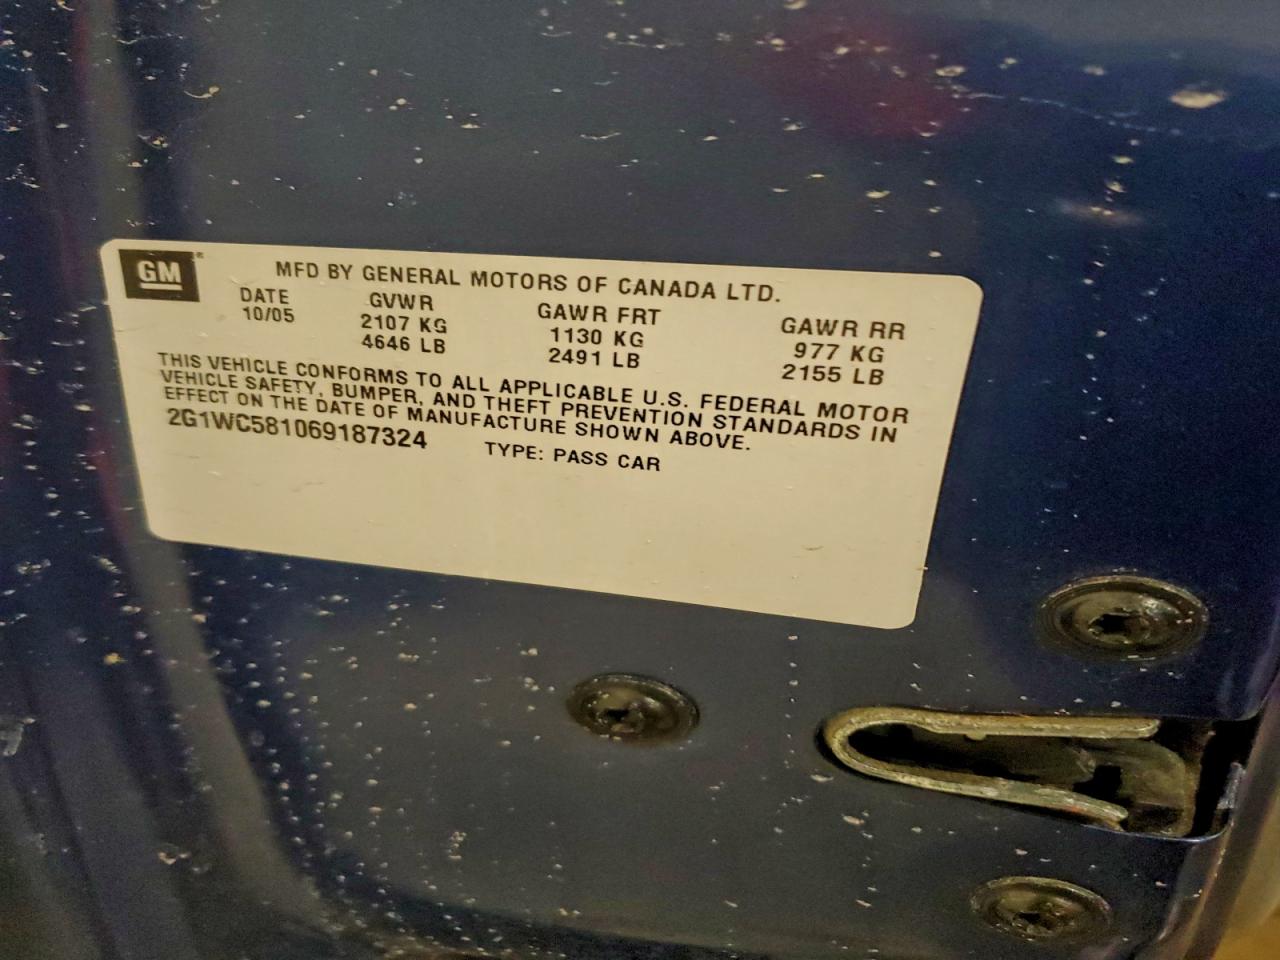 GM
MFD BY GENERAL MOTORS OF CANADA LTD.
DATE GVWR GAWR FRT GAWR RR
10/05 2107 KG 1130 KG 977 KG
4646 LB 2491 LB 2155 LB
THIS VEHICLE CONFORMS TO ALL APPLICABLE U.S. FEDERAL MOTOR
VEHICLE SAFETY, BUMPER, AND THEFT PREVENTION STANDARDS IN
EFFECT ON THE DATE OF MANUFACTURE SHOWN ABOVE.
2G1WC581069187324 TYPE: PASS CAR